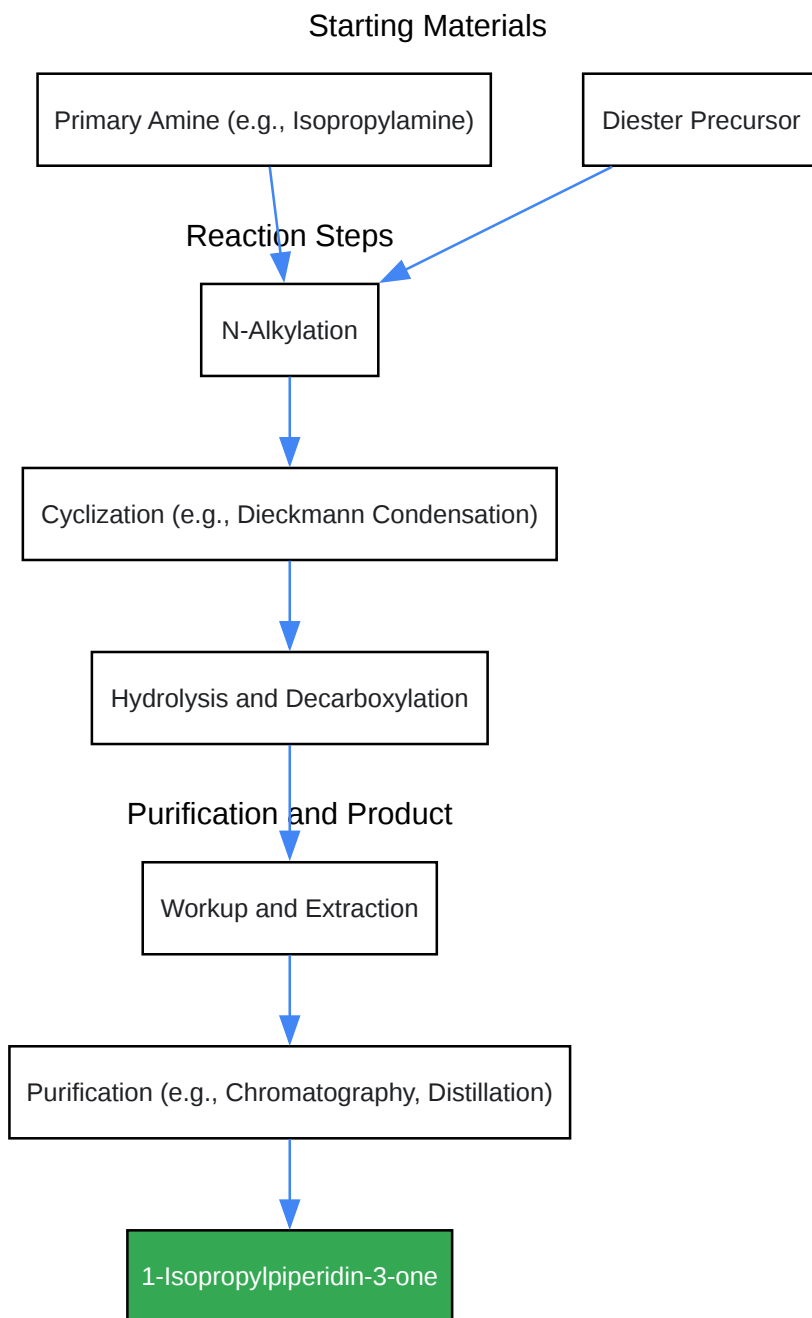 Starting Materials
Primary Amine (e.g., Isopropylamine)
Diester Precursor
Reaction Steps
N-Alkylation
Cyclization (e.g., Dieckmann Condensation)
Hydrolysis and Decarboxylation
Purification and Product
Workup and Extraction
Purification (e.g., Chromatography, Distillation)
1-Isopropylpiperidin-3-one